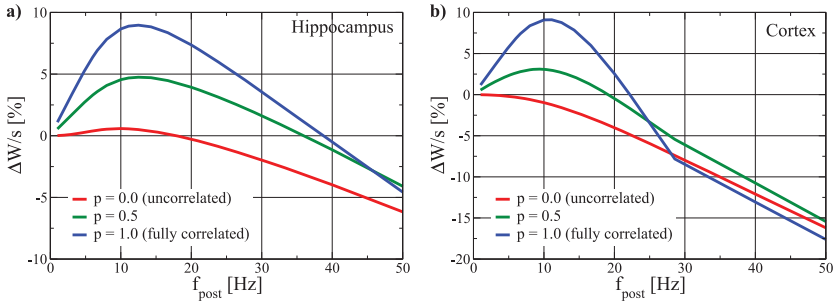 a)
Hippocampus
ΔW/s [%]
10
5
0
-5
-10
p = 0.0 (uncorrelated)
p = 0.5
p = 1.0 (fully correlated)
0 10 20 30 40 50
f_post [Hz]
b)
Cortex
ΔW/s [%]
10
5
0
-5
-10
-15
-20
p = 0.0 (uncorrelated)
p = 0.5
p = 1.0 (fully correlated)
0 10 20 30 40 50
f_post [Hz]